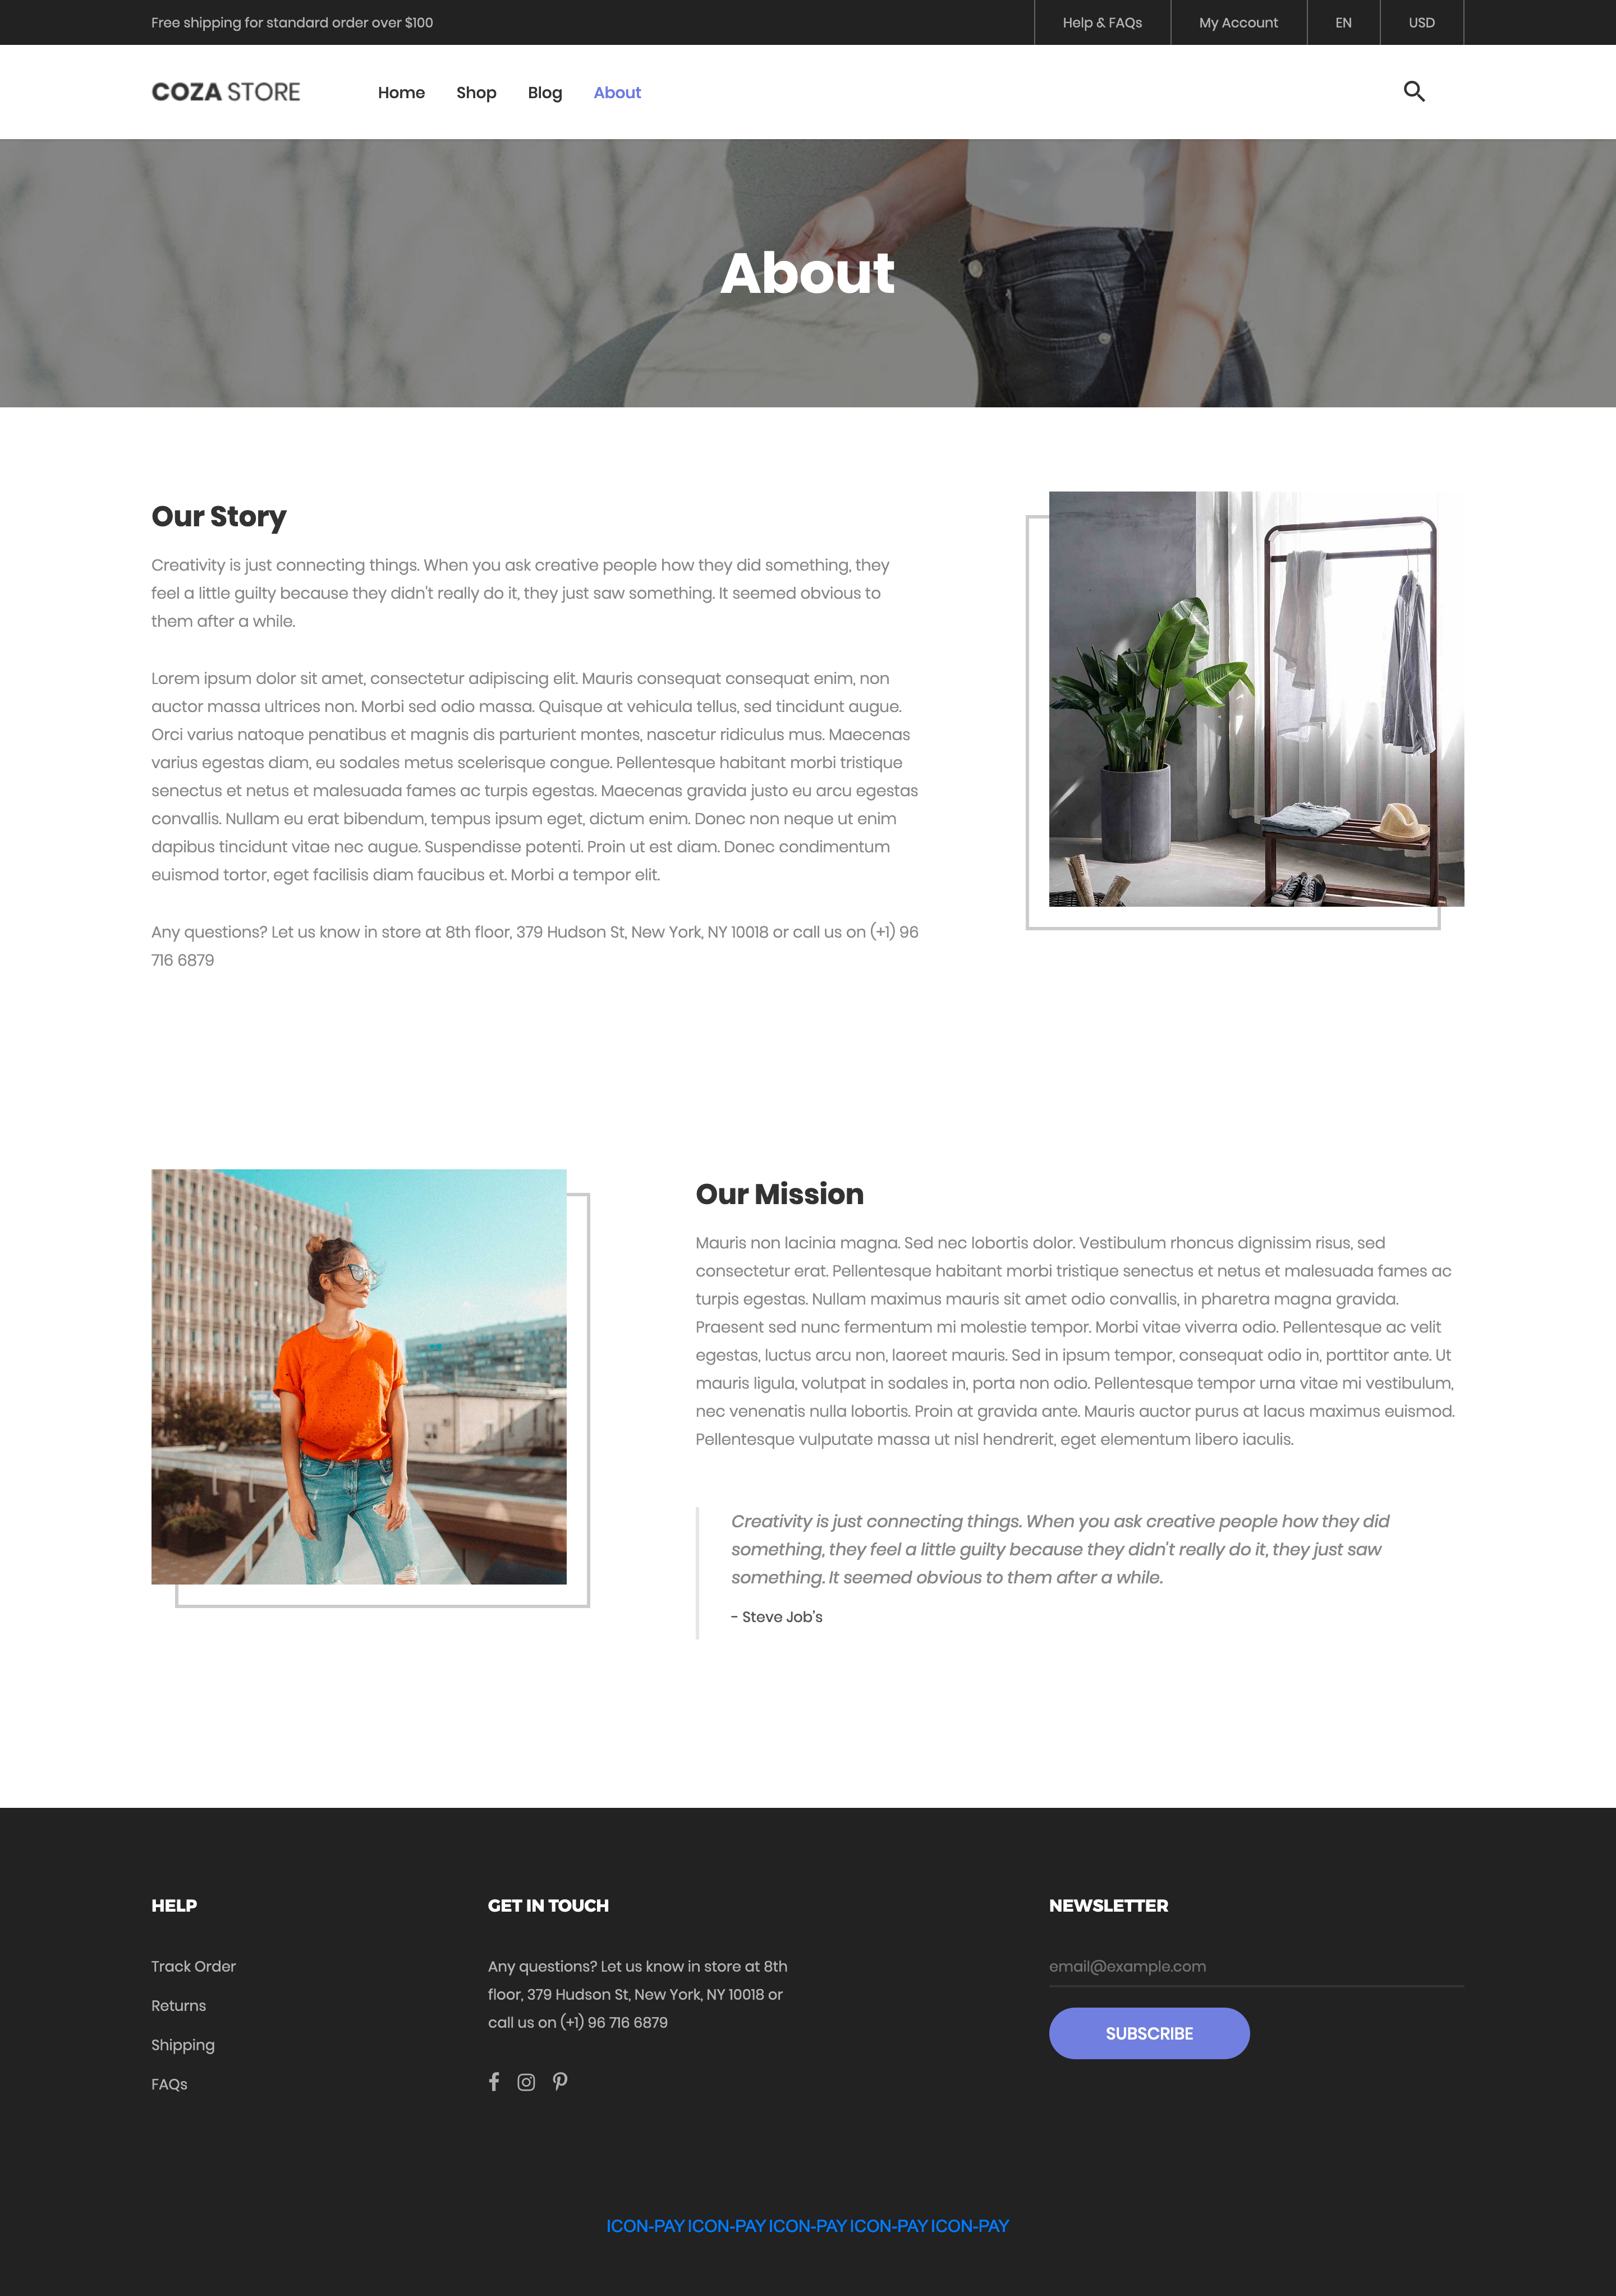 Free shipping for standard order over $100
Help & FAQs
My Account
EN
USD
COZA STORE
Home
Shop
Blog
About
About
Our Story
Creativity is just connecting things. When you ask creative people how they did something, they
feel a little guilty because they didn't really do it, they just saw something. It seemed obvious to
them after a while.
Lorem ipsum dolor sit amet, consectetur adipiscing elit. Mauris consequat consequat enim, non
auctor massa ultrices non. Morbi sed odio massa. Quisque at vehicula tellus, sed tincidunt augue.
Orci varius natoque penatibus et magnis dis parturient montes, nascetur ridiculus mus. Maecenas
varius egestas diam, eu sodales metus scelerisque congue. Pellentesque habitant morbi tristique
senectus et netus et malesuada fames ac turpis egestas. Maecenas gravida justo eu arcu egestas
convallis. Nullam eu erat bibendum, tempus ipsum eget, dictum enim. Donec non neque ut enim
dapibus tincidunt vitae nec augue. Suspendisse potenti. Proin ut est diam. Donec condimentum
euismod tortor, eget facilisis diam faucibus et. Morbi a tempor elit.
Any questions? Let us know in store at 8th floor, 379 Hudson St, New York, NY 10018 or call us on (+1) 96
716 6879
Our Mission
Mauris non lacinia magna. Sed nec lobortis dolor. Vestibulum rhoncus dignissim risus, sed
consectetur erat. Pellentesque habitant morbi tristique senectus et netus et malesuada fames ac
turpis egestas. Nullam maximus mauris sit amet odio convallis, in pharetra magna gravida.
Praesent sed nunc fermentum mi molestie tempor. Morbi vitae viverra odio. Pellentesque ac velit
egestas, luctus arcu non, laoreet mauris. Sed in ipsum tempor, consequat odio in, porttitor ante. Ut
mauris ligula, volutpat in sodales in, porta non odio. Pellentesque tempor urna vitae mi vestibulum,
nec venenatis nulla lobortis. Proin at gravida ante. Mauris auctor purus at lacus maximus euismod.
Pellentesque vulputate massa ut nisl hendrerit, eget elementum libero iaculis.
Creativity is just connecting things. When you ask creative people how they did
something, they feel a little guilty because they didn't really do it, they just saw
something. It seemed obvious to them after a while.
- Steve Job's
HELP
Track Order
Returns
Shipping
FAQs
GET IN TOUCH
Any questions? Let us know in store at 8th
floor, 379 Hudson St, New York, NY 10018 or
call us on (+1) 96 716 6879
NEWSLETTER
email@example.com
SUBSCRIBE
ICON-PAY ICON-PAY ICON-PAY ICON-PAY ICON-PAY